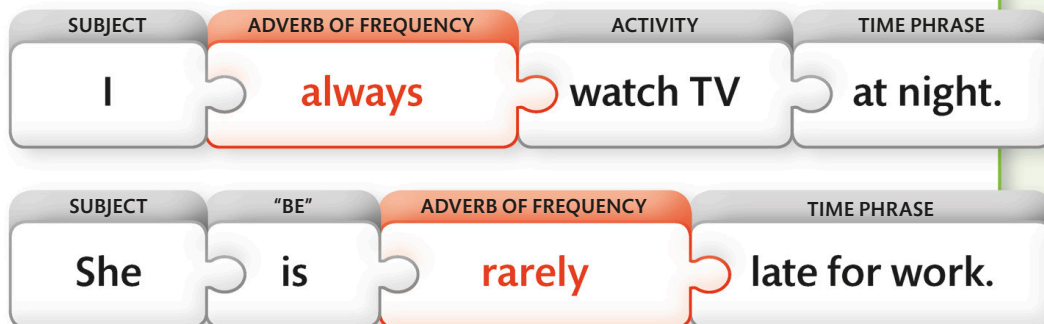 SUBJECT ADVERB OF FREQUENCY ACTIVITY TIME PHRASE
I always watch TV at night.
SUBJECT "BE" ADVERB OF FREQUENCY TIME PHRASE
She is rarely late for work.